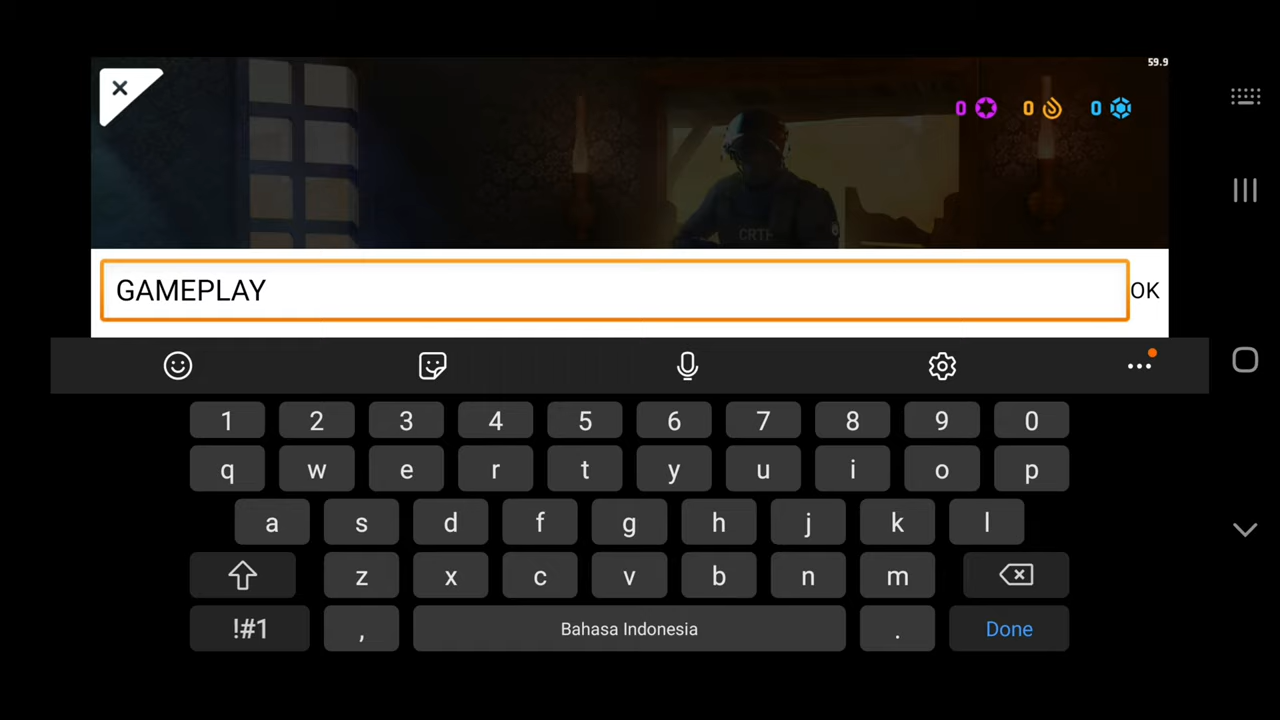 59.9
0 0 0
CRTF
GAMEPLAY
OK
1 2 3 4 5 6 7 8 9 0
q w e r t y u i o p
a s d f g h j k l
z x c v b n m
!#1 , Bahasa Indonesia . Done